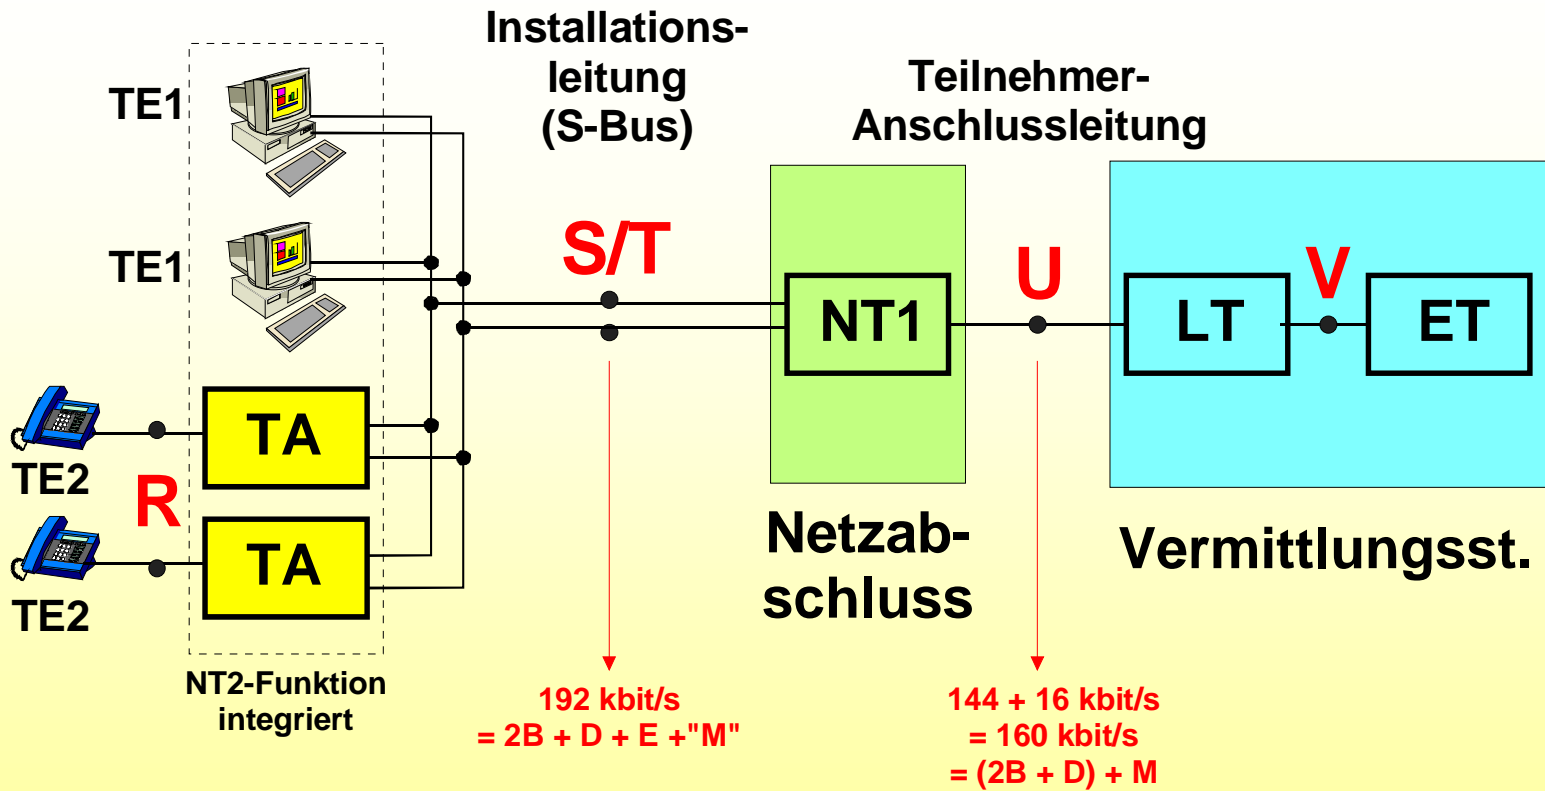 Installations-
leitung
(S-Bus)
Teilnehmer-
Anschlussleitung
TE1
TE1
S/T
U
V
NT1
LT
ET
TA
TE2
R
TA
TE2
Netzab-
schluss
Vermittlungsst.
NT2-Funktion
integriert
192 kbit/s
= 2B + D + E +"M"
144 + 16 kbit/s
= 160 kbit/s
= (2B + D) + M